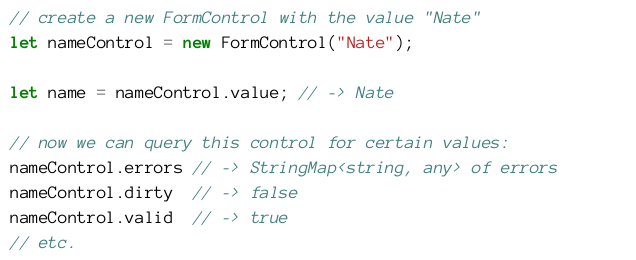 // create a new FormControl with the value "Nate"
let nameControl = new FormControl("Nate");
let name = nameControl.value; // -> Nate
// now we can query this control for certain values:
nameControl.errors // -> StringMap<string, any> of errors
nameControl.dirty  // -> false
nameControl.valid  // -> true
// etc.